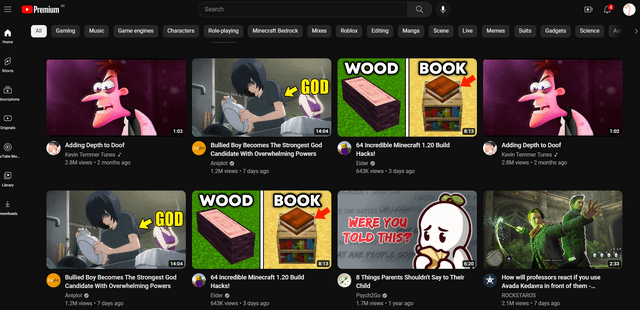 Premium
IN
Search
4
All
Gaming
Music
Game engines
Characters
Role-playing
Minecraft Bedrock
Mixes
Roblox
Editing
Manga
Scene
Live
Memes
Suits
Gadgets
Science
Home
Shorts
Originals
Library
1:02
GOD
14:04
WOOD
BOOK
8:13
1:02
Adding Depth to Doof
Kevin Temmer Tunes
2.8M views • 2 months ago
Bullied Boy Becomes The Strongest God
Candidate With Overwhelming Powers
Aniplot
1.2M views • 7 days ago
64 Incredible Minecraft 1.20 Build
Hacks!
Eider
643K views • 3 days ago
Adding Depth to Doof
Kevin Temmer Tunes
2.8M views • 2 months ago
GOD
14:04
WOOD
BOOK
8:13
WERE YOU
TOLD THIS?
6:20
2:33
Bullied Boy Becomes The Strongest God
Candidate With Overwhelming Powers
Aniplot
1.2M views • 7 days ago
64 Incredible Minecraft 1.20 Build
Hacks!
Eider
643K views • 3 days ago
8 Things Parents Shouldn't Say to Their
Child
Psych2Go
1.7M views • 1 year ago
How will professors react if you use
Avada Kedavra in front of them - ...
ROCKSTAROS
2.1M views • 7 days ago